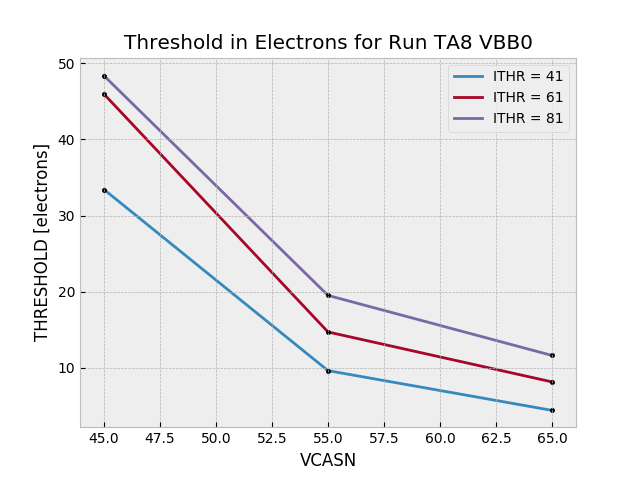 Threshold in Electrons for Run TA8 VBB0
ITHR = 41
ITHR = 61
ITHR = 81
THRESHOLD [electrons]
50
40
30
20
10
45.0 47.5 50.0 52.5 55.0 57.5 60.0 62.5 65.0
VCASN